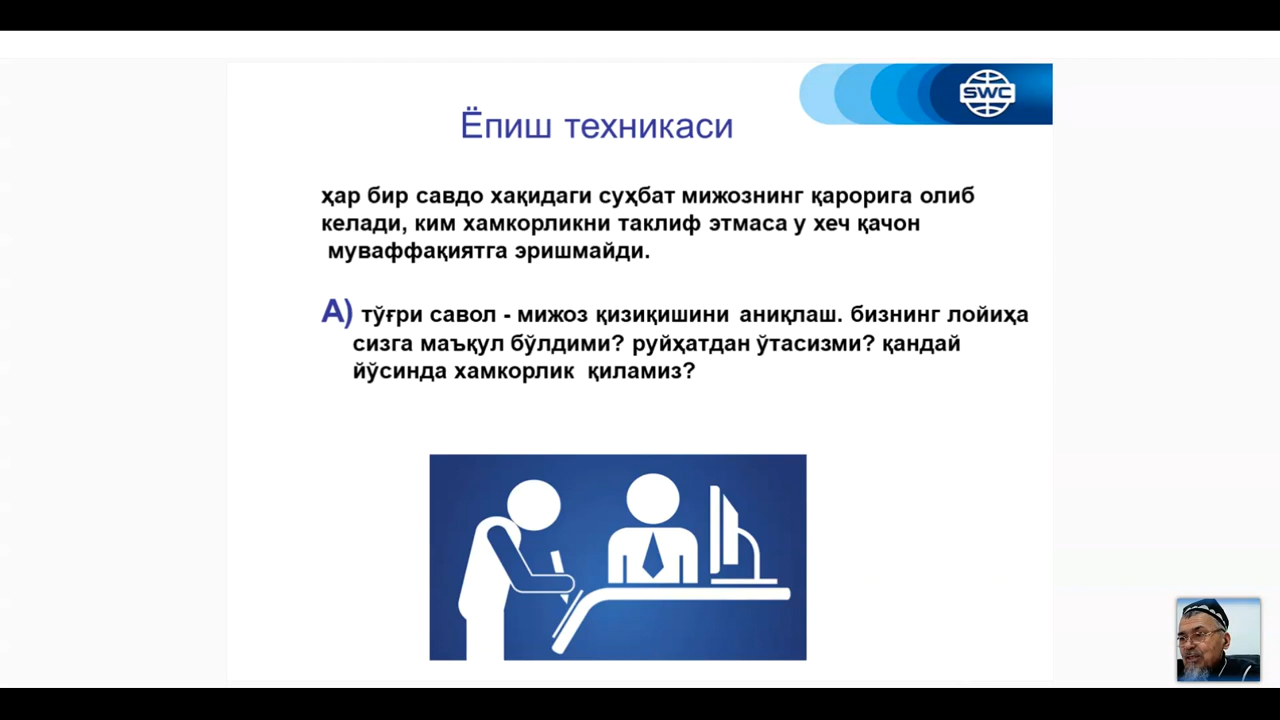 SWC
Ёпиш техникаси
ҳар бир савдо хақидаги суҳбат мижознинг қарорига олиб
келади, ким хамкорликни таклиф этмаса у хеч қачон
муваффақиятга эришмайди.
А) тўғри савол - мижоз қизиқишини аниқлаш. бизнинг лойиҳа
сизга маъқул бўлдими? руйҳатдан ўтасизми? қандай
йўсинда хамкорлик қиламиз?